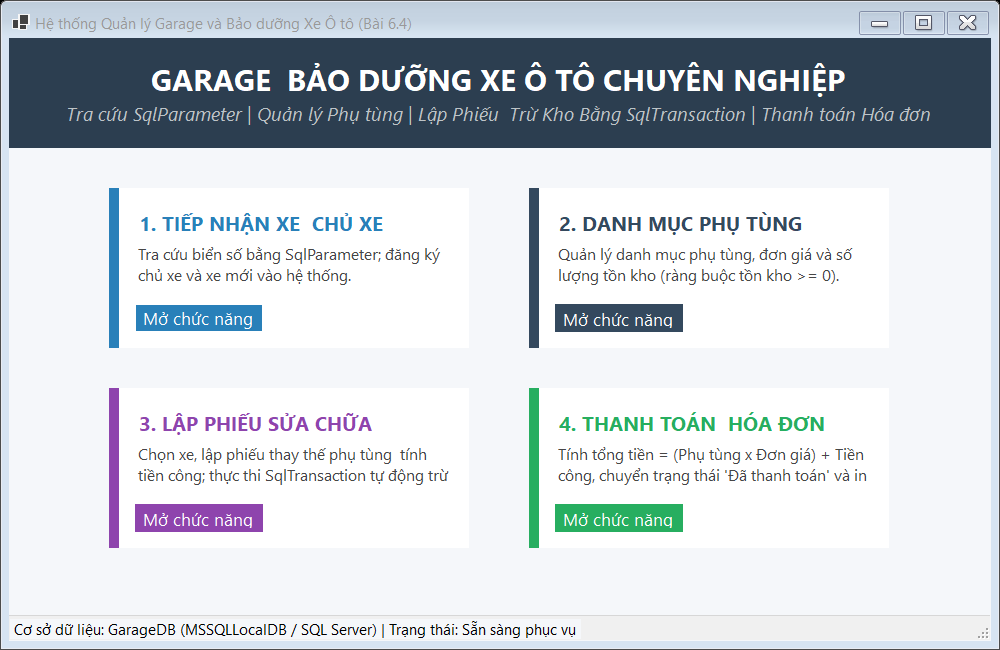 Hệ thống Quản lý Garage và Bảo dưỡng Xe Ô tô (Bài 6.4)
GARAGE  BẢO DƯỠNG XE Ô TÔ CHUYÊN NGHIỆP
Tra cứu SqlParameter | Quản lý Phụ tùng | Lập Phiếu  Trừ Kho Bằng SqlTransaction | Thanh toán Hóa đơn
1. TIẾP NHẬN XE  CHỦ XE
Tra cứu biển số bằng SqlParameter; đăng ký
chủ xe và xe mới vào hệ thống.
Mở chức năng
2. DANH MỤC PHỤ TÙNG
Quản lý danh mục phụ tùng, đơn giá và số
lượng tồn kho (ràng buộc tồn kho >= 0).
Mở chức năng
3. LẬP PHIẾU SỬA CHỮA
Chọn xe, lập phiếu thay thế phụ tùng  tính
tiền công; thực thi SqlTransaction tự động trừ
Mở chức năng
4. THANH TOÁN  HÓA ĐƠN
Tính tổng tiền = (Phụ tùng x Đơn giá) + Tiền
công, chuyển trạng thái 'Đã thanh toán' và in
Mở chức năng
Cơ sở dữ liệu: GarageDB (MSSQLLocalDB / SQL Server) | Trạng thái: Sẵn sàng phục vụ